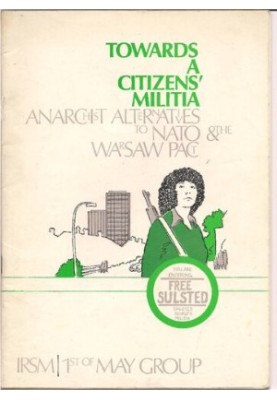 TOWARDS
A
CITIZENS'
MILITIA
ANARCHIST ALTERNATIVES
TO NATO & THE
WARSAW PACT
FREE
SULSTED
IRSM | 1ST OF MAY GROUP